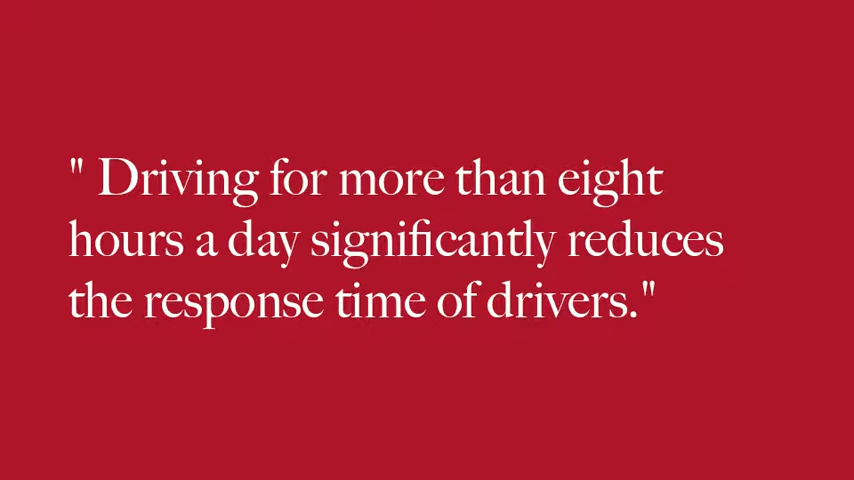 " Driving for more than eight
hours a day significantly reduces
the response time of drivers."